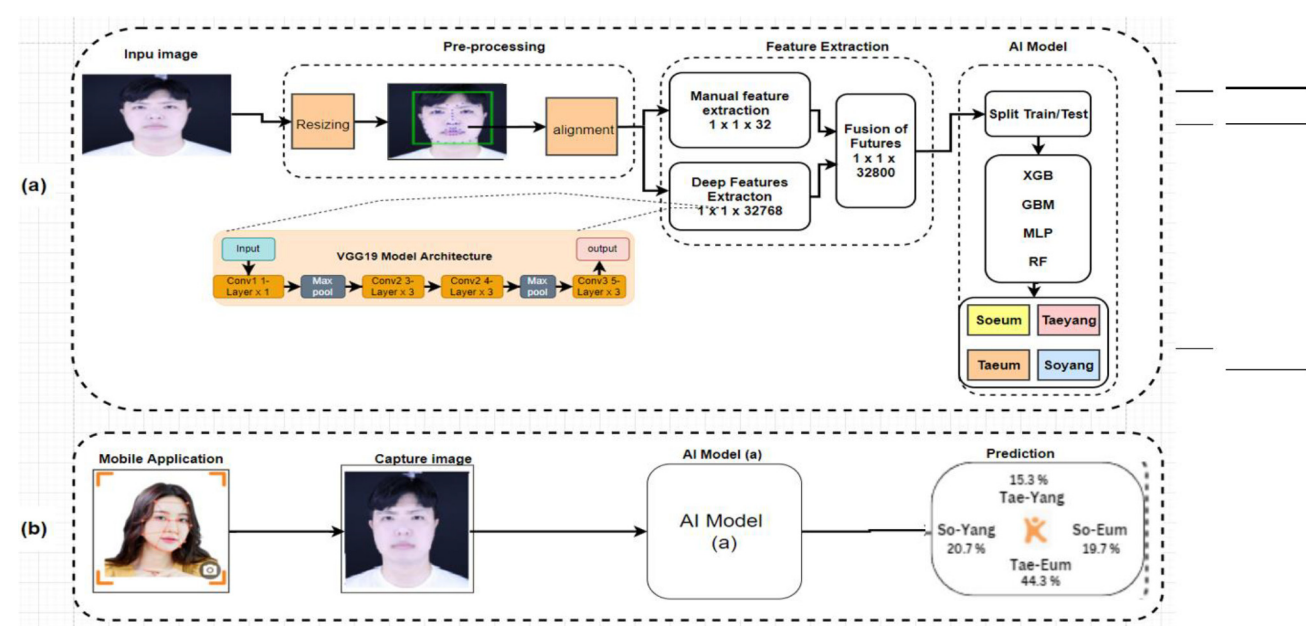 Inpu image
Pre-processing
Feature Extraction
AI Model
Resizing
alignment
Manual feature
extraction
1 x 1 x 32
Deep Features
Extracton
1 x 1 x 32768
Fusion of
Futures
1 x 1 x
32800
Split Train/Test
XGB
GBM
MLP
RF
Soeum
Taeyang
Taeum
Soyang
(a)
VGG19 Model Architecture
Input
output
Conv1 1-
Layer x 1
Max
pool
Conv2 3-
Layer x 3
Conv2 4-
Layer x 3
Max
pool
Conv3 5-
Layer x 3
(b)
Mobile Application
Capture image
AI Model (a)
Prediction
AI Model
(a)
15.3 %
Tae-Yang
So-Yang
20.7 %
So-Eum
19.7 %
Tae-Eum
44.3 %